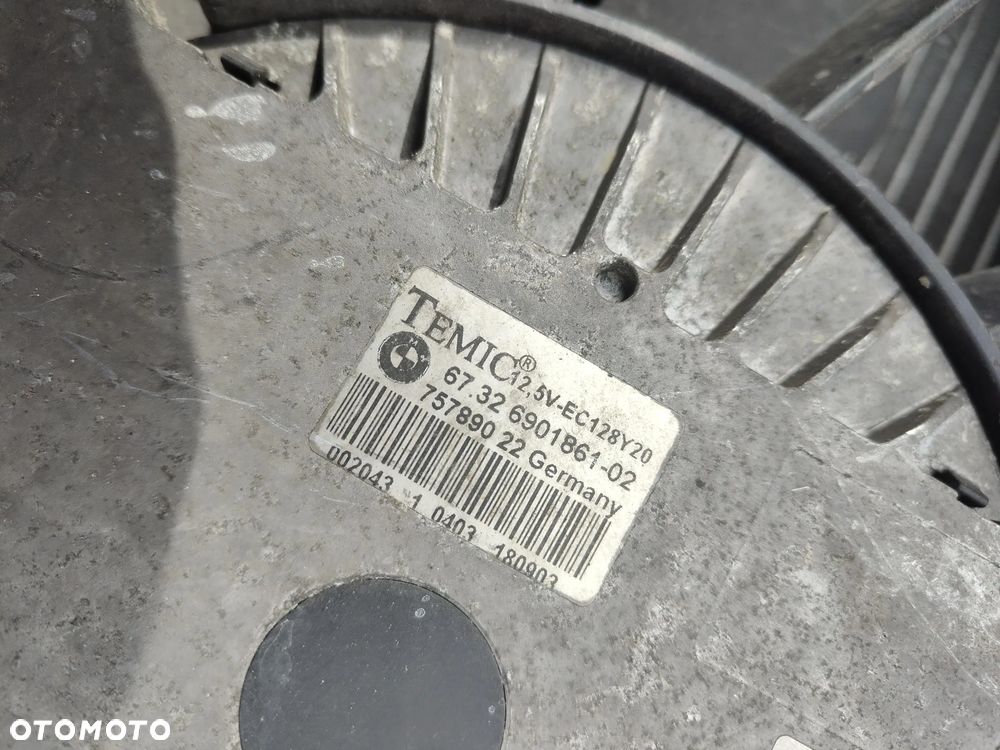 TEMIC®
12,5V-EC128Y20
67.32 6901861-02
757890 22 Germany
002043 1 0403 180903
OTOMOTO